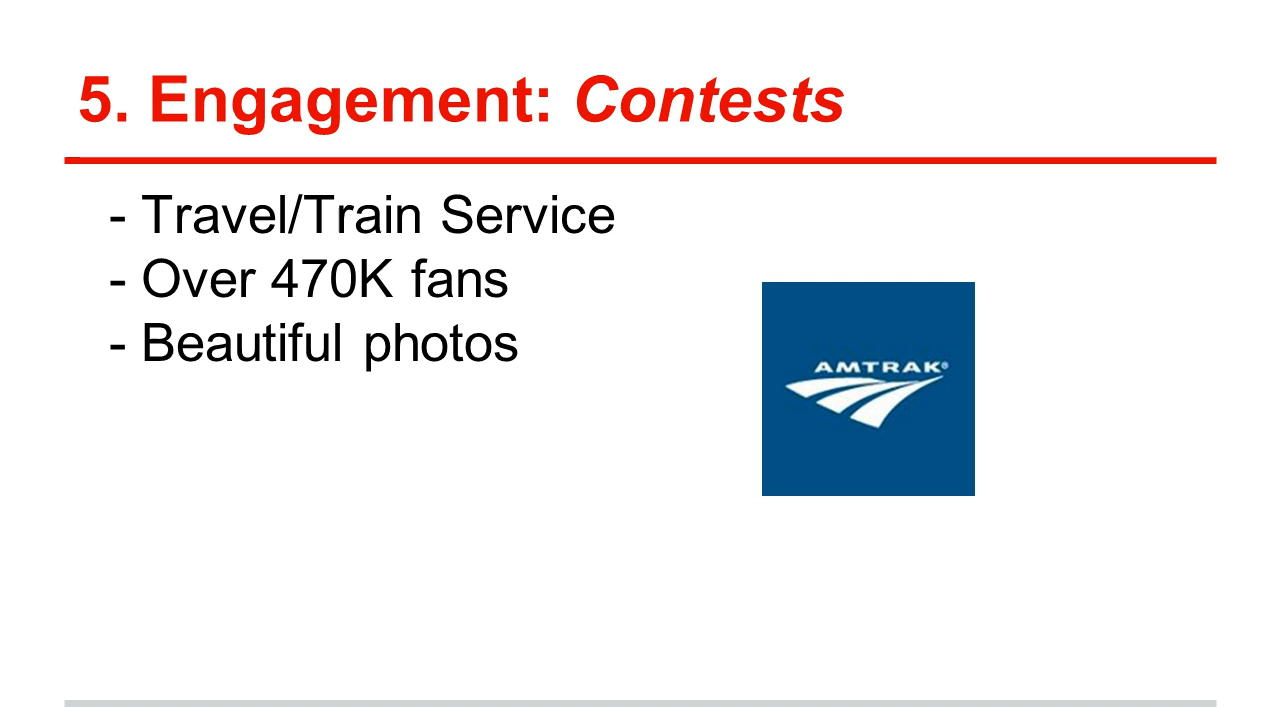 5. Engagement: Contests
- Travel/Train Service
- Over 470K fans
- Beautiful photos
AMTRAK®